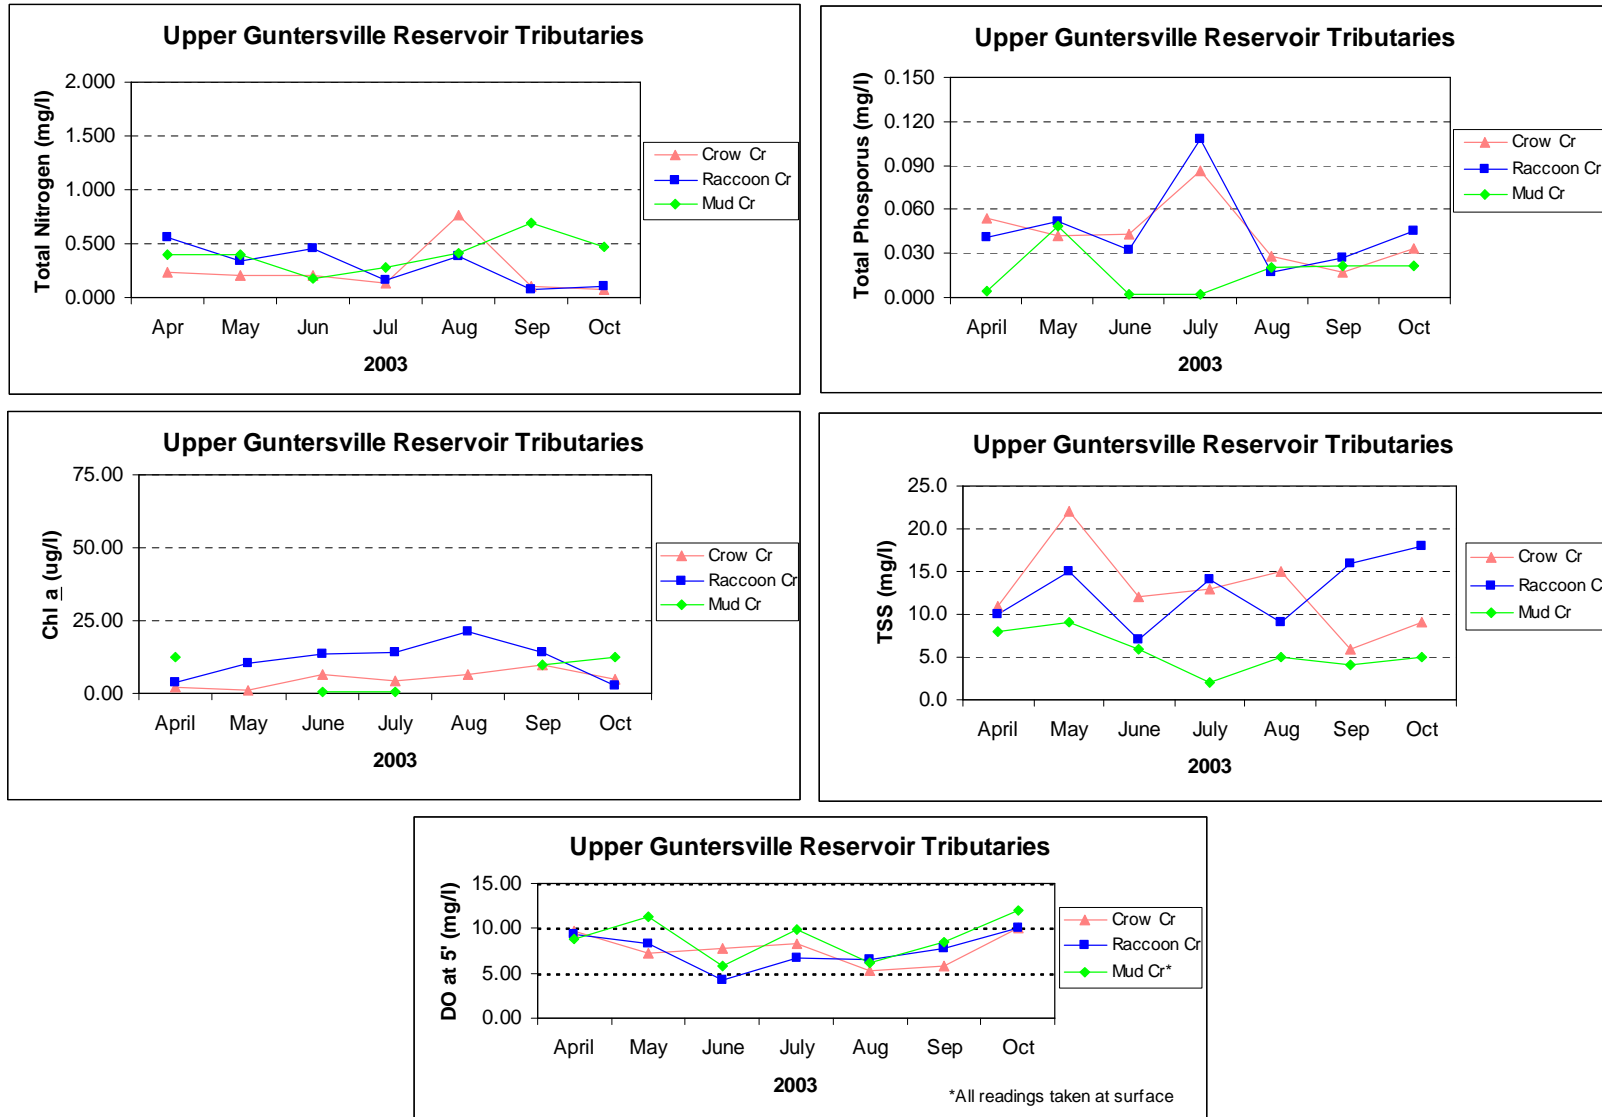 Upper Guntersville Reservoir Tributaries
Total Nitrogen (mg/l)
2.000
1.500
1.000
0.500
0.000
Apr May Jun Jul Aug Sep Oct
2003
Crow Cr
Raccoon Cr
Mud Cr
Upper Guntersville Reservoir Tributaries
Total Phosporus (mg/l)
0.150
0.120
0.090
0.060
0.030
0.000
April May June July Aug Sep Oct
2003
Crow Cr
Raccoon Cr
Mud Cr
Upper Guntersville Reservoir Tributaries
Chl a (ug/l)
75.00
50.00
25.00
0.00
April May June July Aug Sep Oct
2003
Crow Cr
Raccoon Cr
Mud Cr
Upper Guntersville Reservoir Tributaries
TSS (mg/l)
25.0
20.0
15.0
10.0
5.0
0.0
April May June July Aug Sep Oct
2003
Crow Cr
Raccoon C
Mud Cr
Upper Guntersville Reservoir Tributaries
DO at 5' (mg/l)
15.00
10.00
5.00
0.00
April May June July Aug Sep Oct
2003
Crow Cr
Raccoon Cr
Mud Cr*
*All readings taken at surface